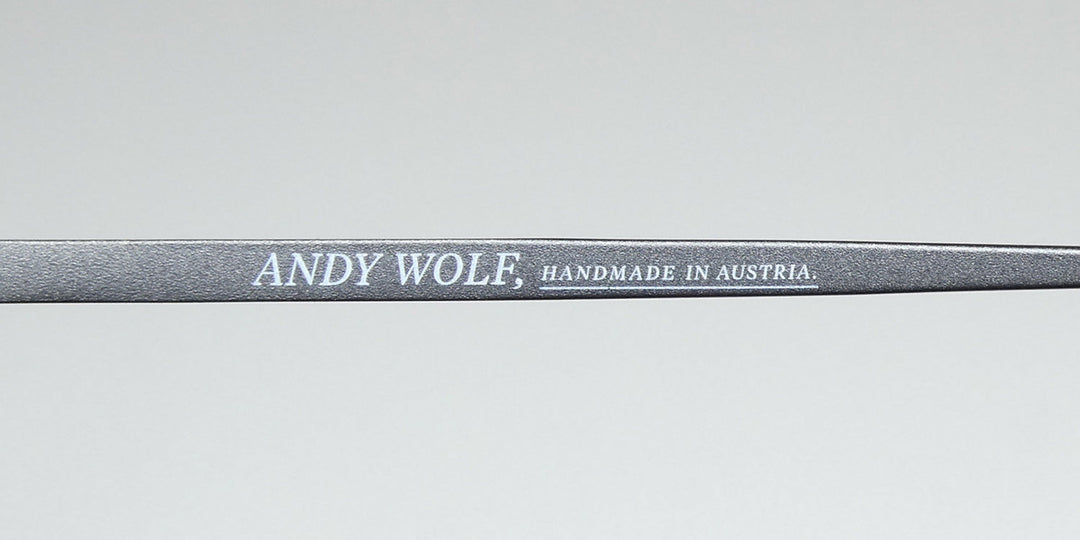 ANDY WOLF, HANDMADE IN AUSTRIA.